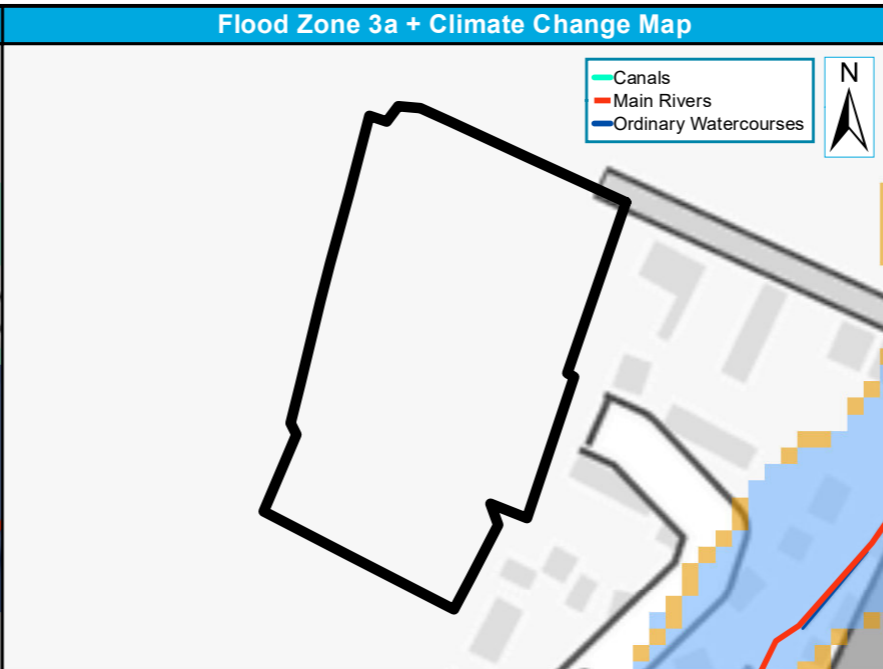 Flood Zone 3a + Climate Change Map
Canals
Main Rivers
Ordinary Watercourses
N